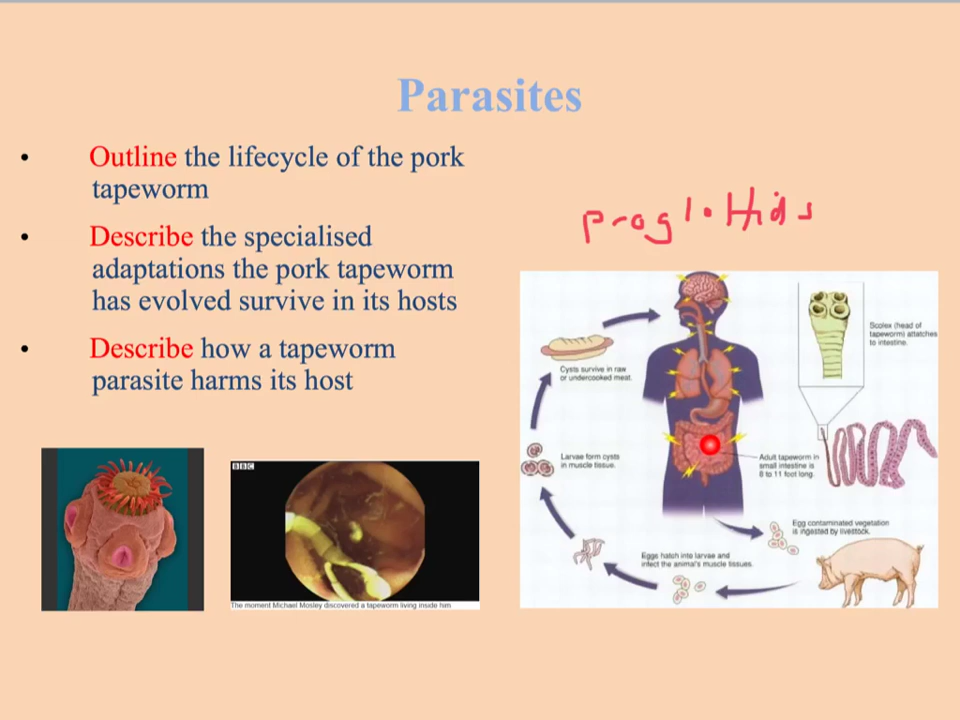 Parasites
• Outline the lifecycle of the pork
tapeworm
• Describe the specialised
adaptations the pork tapeworm
has evolved survive in its hosts
• Describe how a tapeworm
parasite harms its host
proglottids
Scolex (head of
tapeworm) attatches
to intestine.
Cysts survive in raw
or undercooked meat.
Larvae form cysts
in muscle tissue.
Adult tapeworm in
small intestine is
8 to 11 foot long.
Egg contaminated vegetation
is ingested by livestock.
Eggs hatch into larvae and
infect the animal's muscle tissues.
BBC
The moment Michael Mosley discovered a tapeworm living inside him